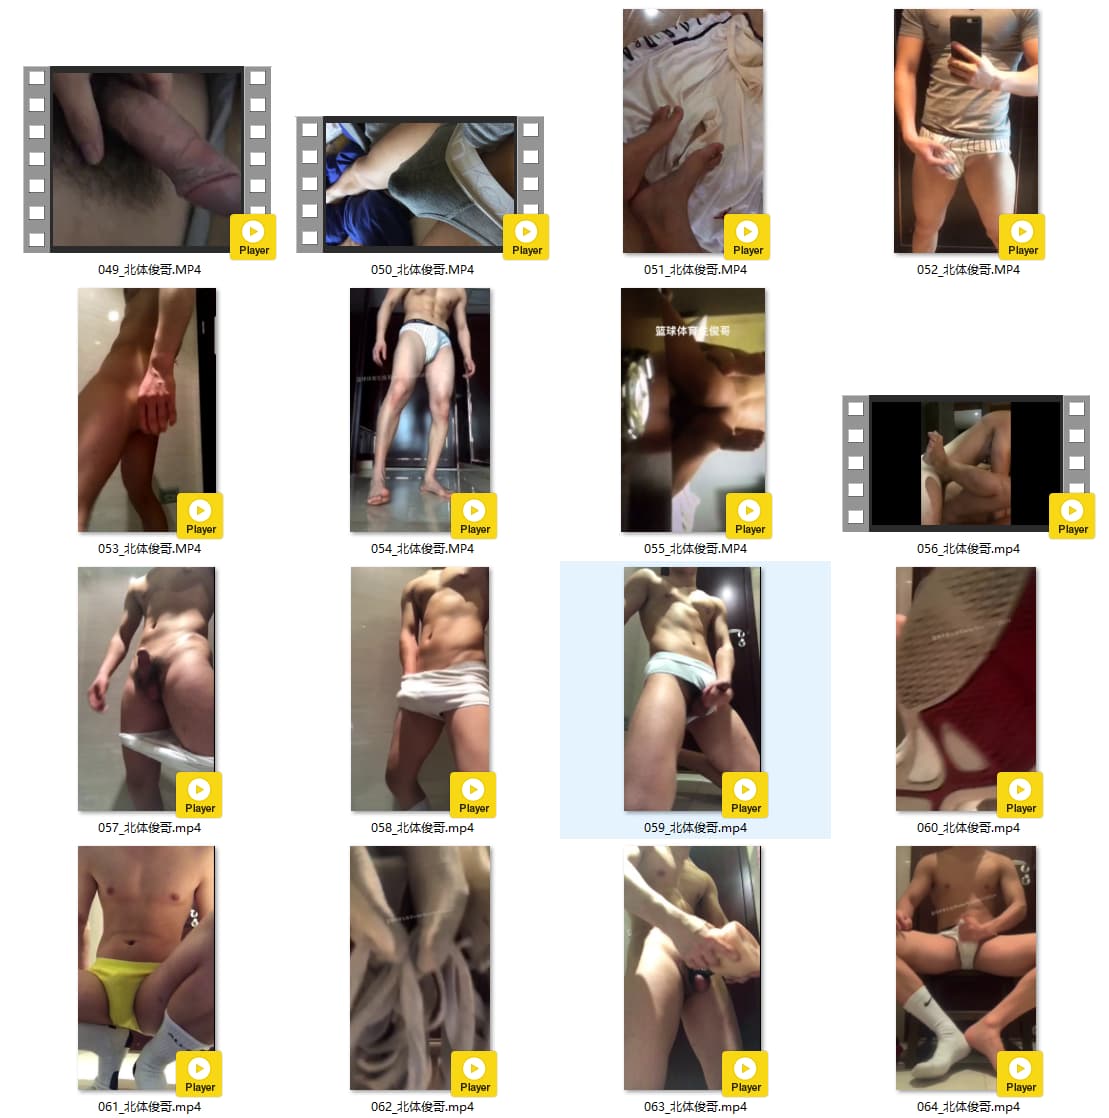 Player
Player
Player
Player
049_北体俊哥.MP4
050_北体俊哥.MP4
051_北体俊哥.MP4
052_北体俊哥.MP4
篮球体育生俊哥
Player
Player
Player
Player
053_北体俊哥.MP4
054_北体俊哥.MP4
055_北体俊哥.MP4
056_北体俊哥.mp4
Player
Player
Player
Player
057_北体俊哥.mp4
058_北体俊哥.mp4
059_北体俊哥.mp4
060_北体俊哥.mp4
Player
Player
Player
Player
061_北体俊哥.mp4
062_北体俊哥.mp4
063_北体俊哥.mp4
064_北体俊哥.mp4